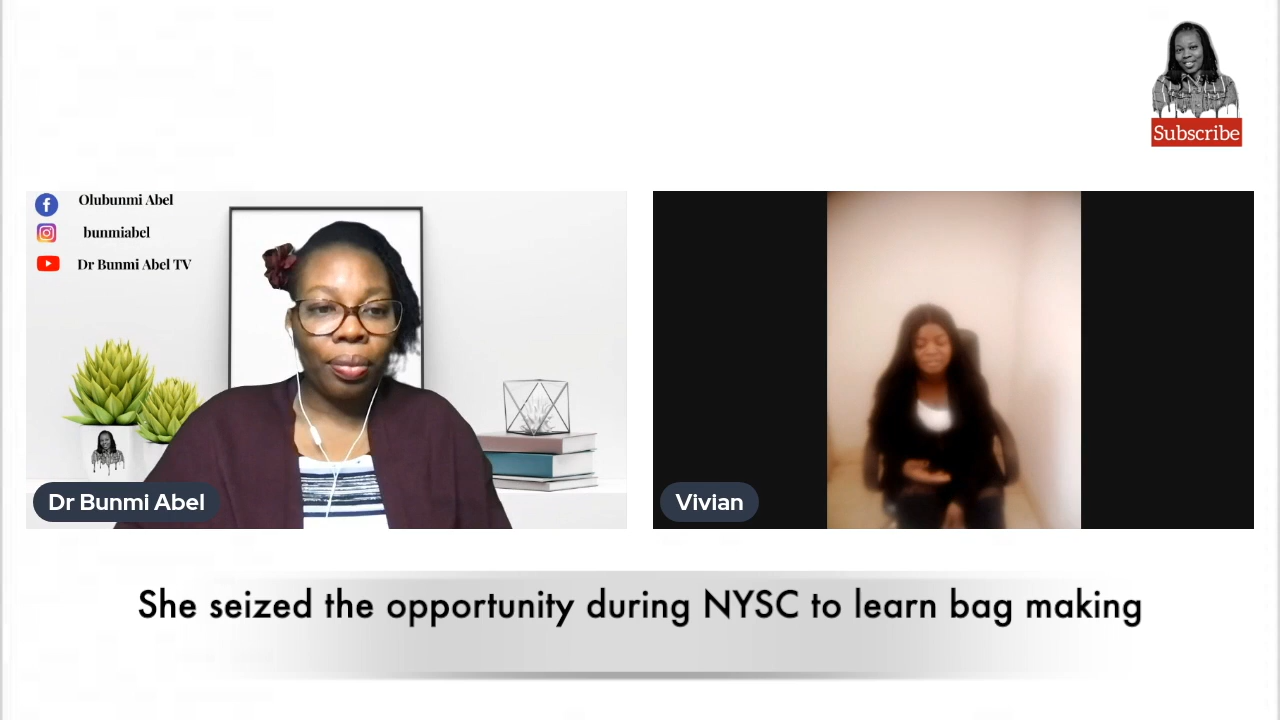 Subscribe
Olubunmi Abel
bunmiabel
Dr Bunmi Abel TV
Dr Bunmi Abel
Vivian
She seized the opportunity during NYSC to learn bag making